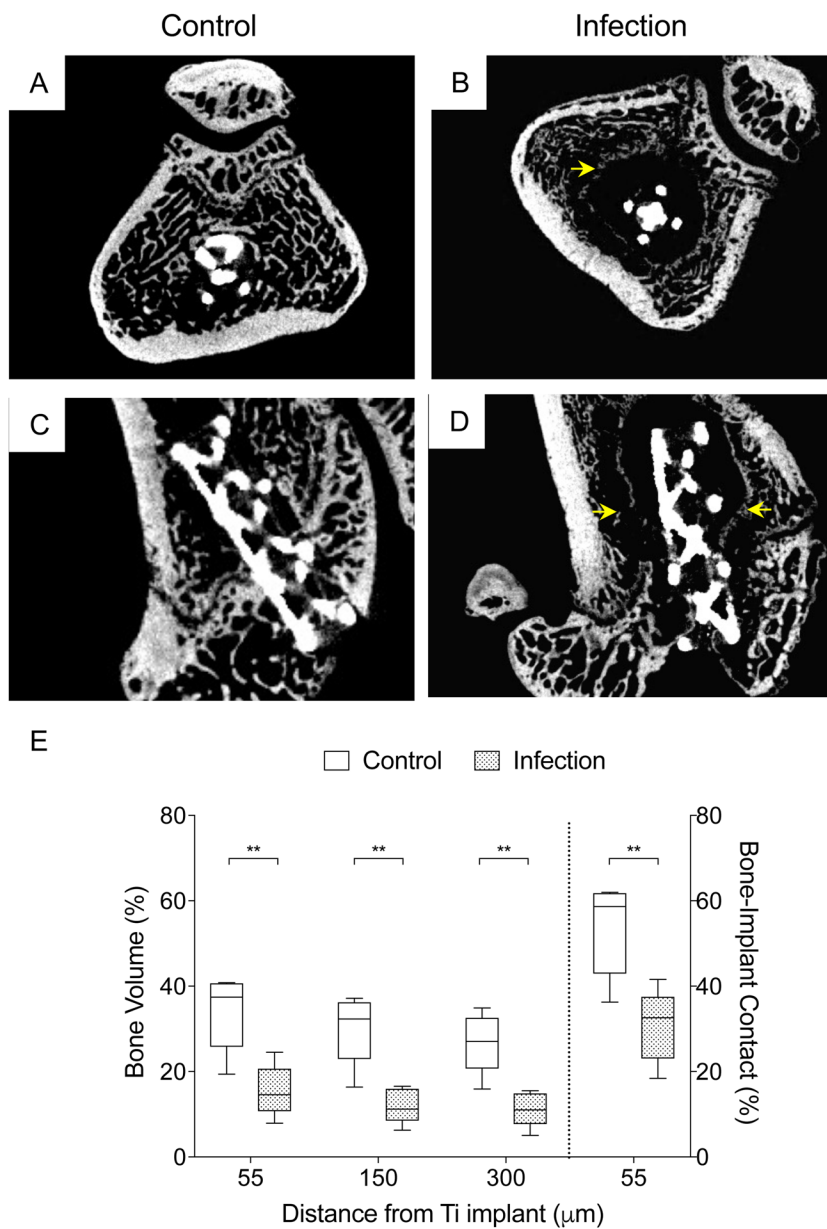 Control Infection
A B
C D
E
Control Infection
80 80
** ** ** **
60 60
40 40
20 20
0 0
Bone Volume (%)
Bone-Implant Contact (%)
55 150 300 55
Distance from Ti implant (μm)